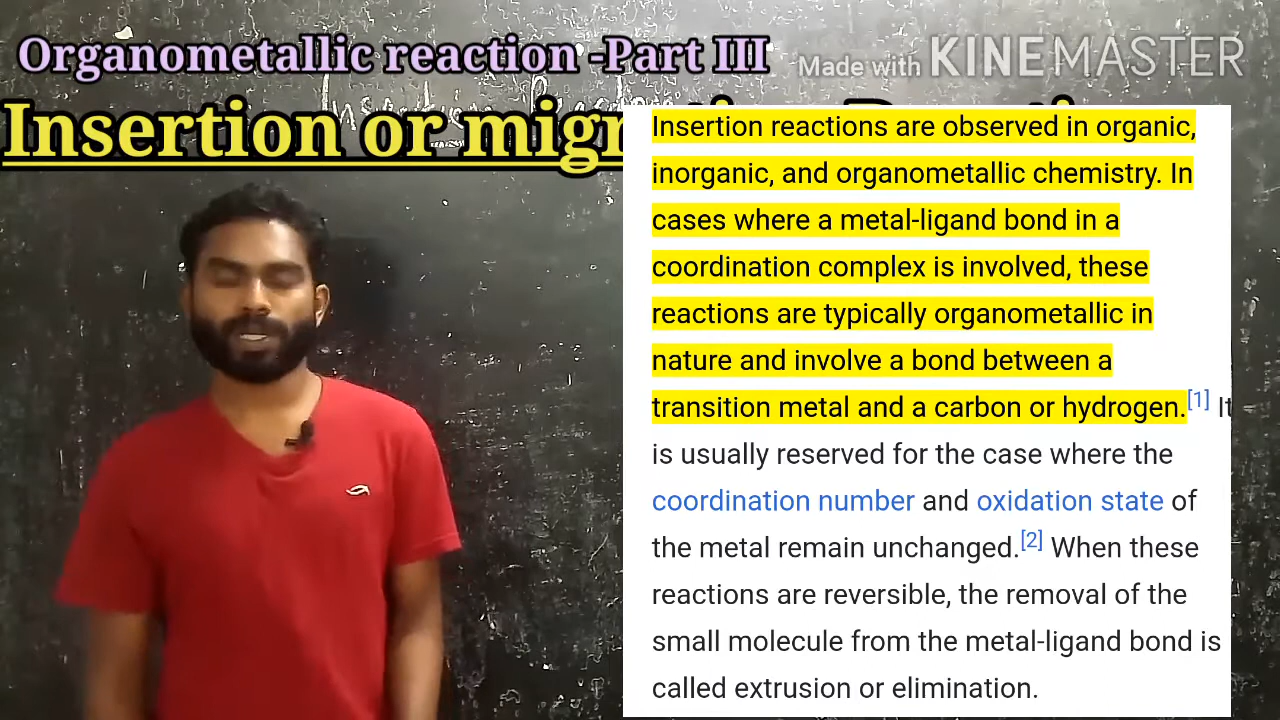 Organometallic reaction -Part III
Made with KINEMASTER
Insertion or migr
Insertion reactions are observed in organic,
inorganic, and organometallic chemistry. In
cases where a metal-ligand bond in a
coordination complex is involved, these
reactions are typically organometallic in
nature and involve a bond between a
transition metal and a carbon or hydrogen.[1] It
is usually reserved for the case where the
coordination number and oxidation state of
the metal remain unchanged.[2] When these
reactions are reversible, the removal of the
small molecule from the metal-ligand bond is
called extrusion or elimination.